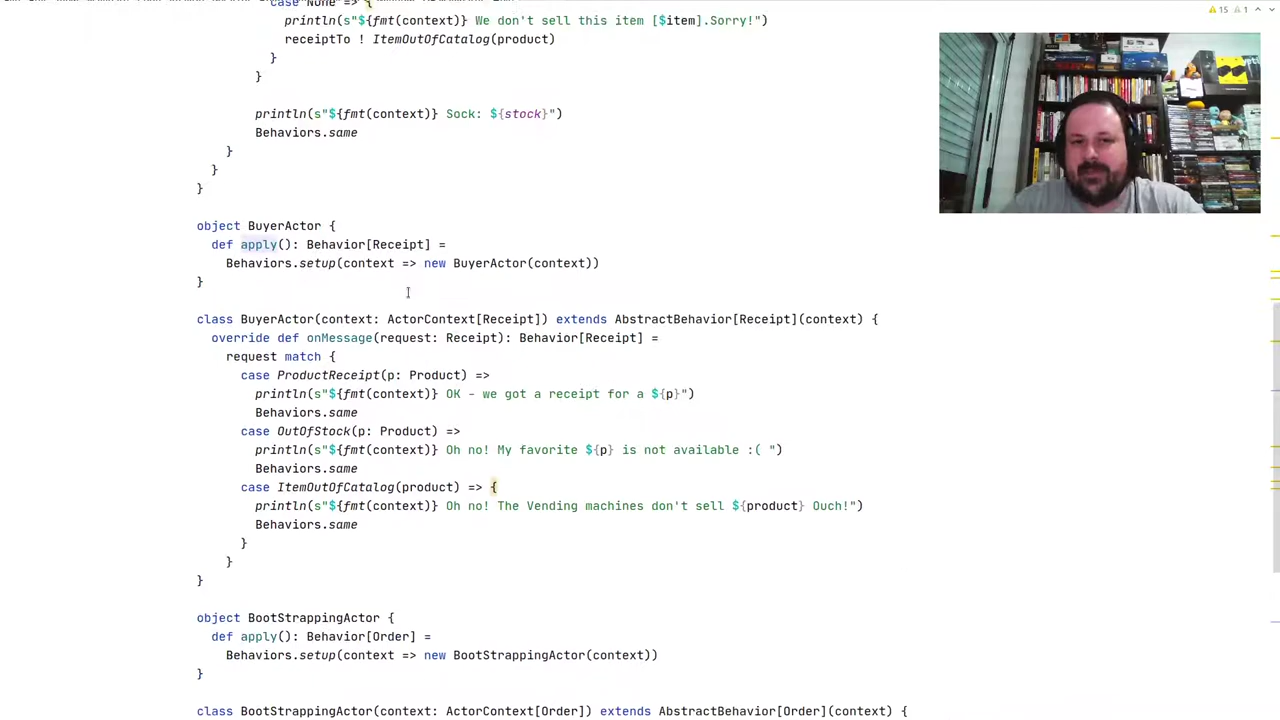 case None => {
println(s"${fmt(context)} We don't sell this item [$item].Sorry!")
receiptTo ! ItemOutOfCatalog(product)
}
}
println(s"${fmt(context)} Sock: ${stock}")
Behaviors.same
}
}
}
object BuyerActor {
def apply(): Behavior[Receipt] =
Behaviors.setup(context => new BuyerActor(context))
}
class BuyerActor(context: ActorContext[Receipt]) extends AbstractBehavior[Receipt](context) {
override def onMessage(request: Receipt): Behavior[Receipt] =
request match {
case ProductReceipt(p: Product) =>
println(s"${fmt(context)} OK - we got a receipt for a ${p}")
Behaviors.same
case OutOfStock(p: Product) =>
println(s"${fmt(context)} Oh no! My favorite ${p} is not available :( ")
Behaviors.same
case ItemOutOfCatalog(product) => {
println(s"${fmt(context)} Oh no! The Vending machines don't sell ${product} Ouch!")
Behaviors.same
}
}
}
object BootStrappingActor {
def apply(): Behavior[Order] =
Behaviors.setup(context => new BootStrappingActor(context))
}
class BootStrappingActor(context: ActorContext[Order]) extends AbstractBehavior[Order](context) {
15 1